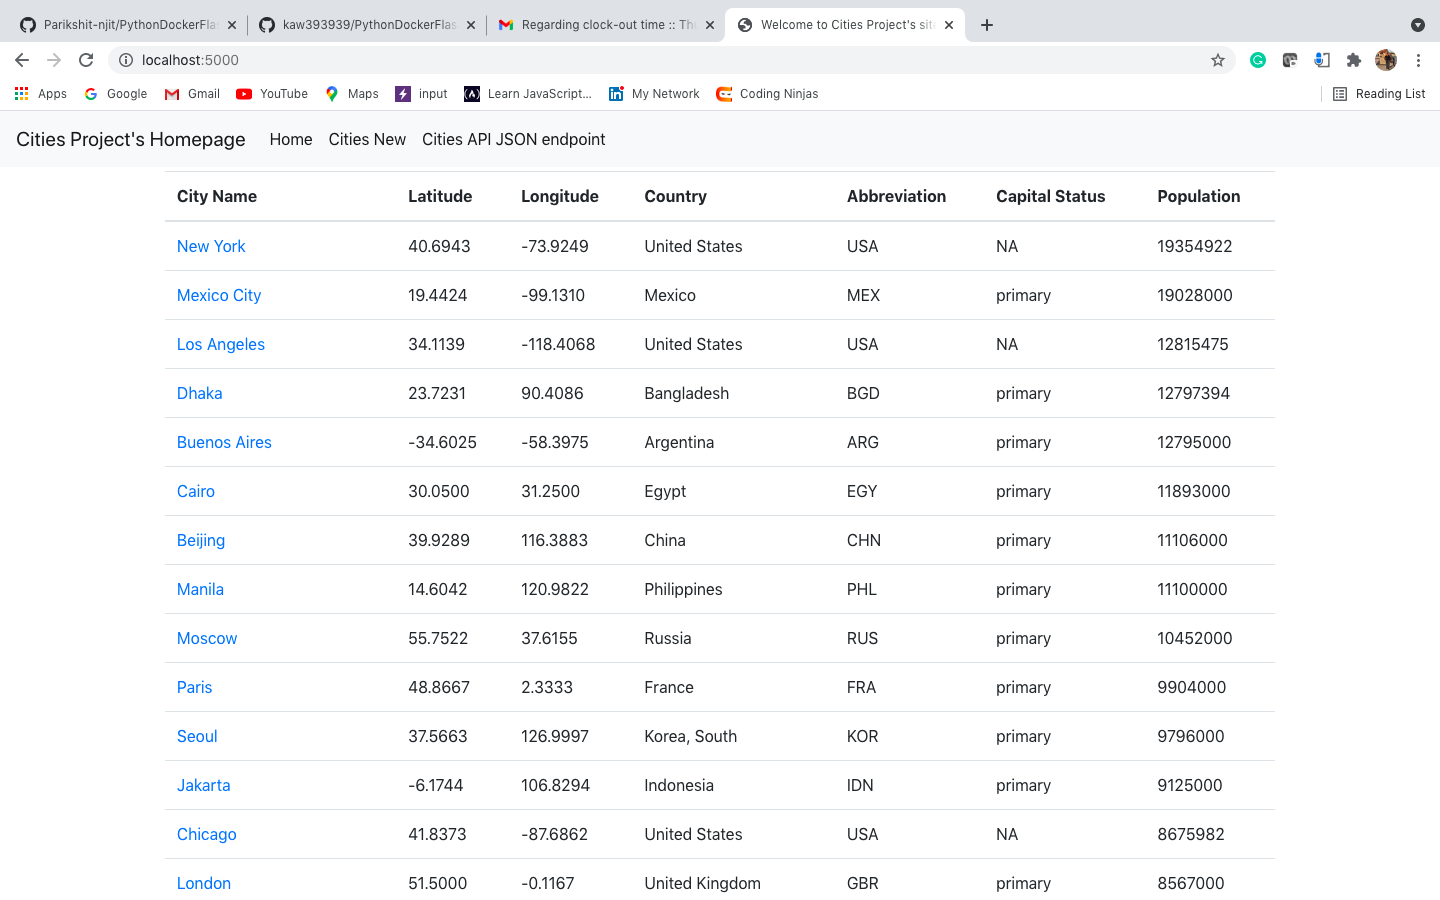 Parikshit-njit/PythonDockerFla
kaw393939/PythonDockerFlas
Regarding clock-out time :: Th
Welcome to Cities Project's sit
localhost:5000
Apps Google Gmail YouTube Maps input Learn JavaScript... My Network Coding Ninjas Reading List
Cities Project's Homepage Home Cities New Cities API JSON endpoint
City Name Latitude Longitude Country Abbreviation Capital Status Population
New York 40.6943 -73.9249 United States USA NA 19354922
Mexico City 19.4424 -99.1310 Mexico MEX primary 19028000
Los Angeles 34.1139 -118.4068 United States USA NA 12815475
Dhaka 23.7231 90.4086 Bangladesh BGD primary 12797394
Buenos Aires -34.6025 -58.3975 Argentina ARG primary 12795000
Cairo 30.0500 31.2500 Egypt EGY primary 11893000
Beijing 39.9289 116.3883 China CHN primary 11106000
Manila 14.6042 120.9822 Philippines PHL primary 11100000
Moscow 55.7522 37.6155 Russia RUS primary 10452000
Paris 48.8667 2.3333 France FRA primary 9904000
Seoul 37.5663 126.9997 Korea, South KOR primary 9796000
Jakarta -6.1744 106.8294 Indonesia IDN primary 9125000
Chicago 41.8373 -87.6862 United States USA NA 8675982
London 51.5000 -0.1167 United Kingdom GBR primary 8567000